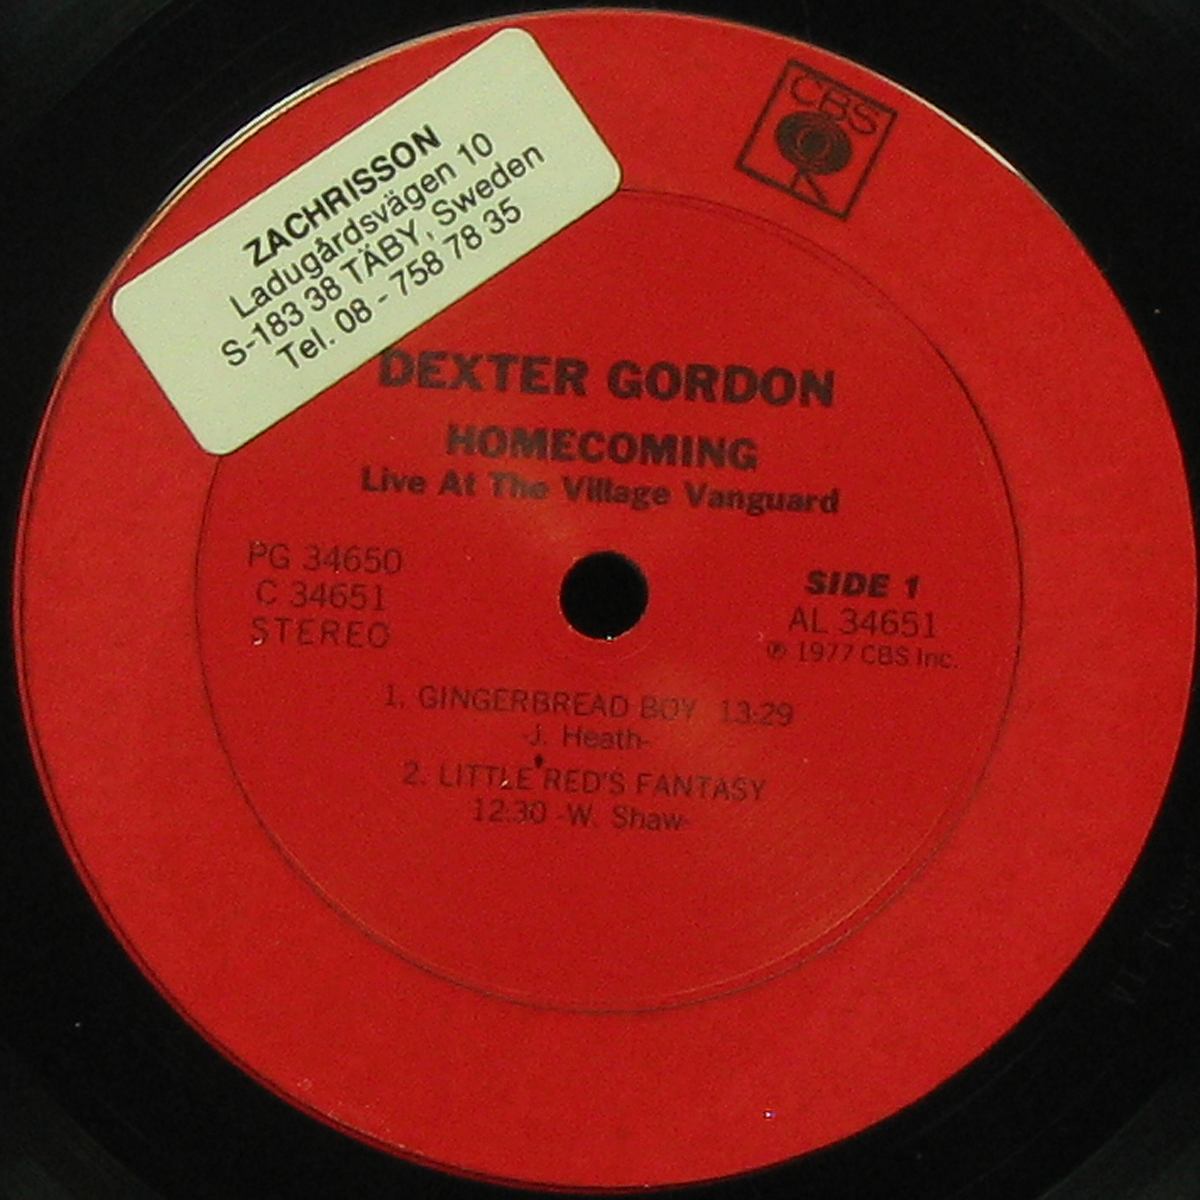 ZACHRISSON
Ladugårdsvägen 10
S-183 38 TÄBY, Sweden
Tel. 08 - 758 78 35
CBS
DEXTER GORDON
HOMECOMING
Live At The Village Vanguard
PG 34650
C 34651
STEREO
SIDE 1
AL 34651
℗ 1977 CBS Inc.
1. GINGERBREAD BOY 13:29
-J. Heath-
2. LITTLE RED'S FANTASY
12:30 -W. Shaw-